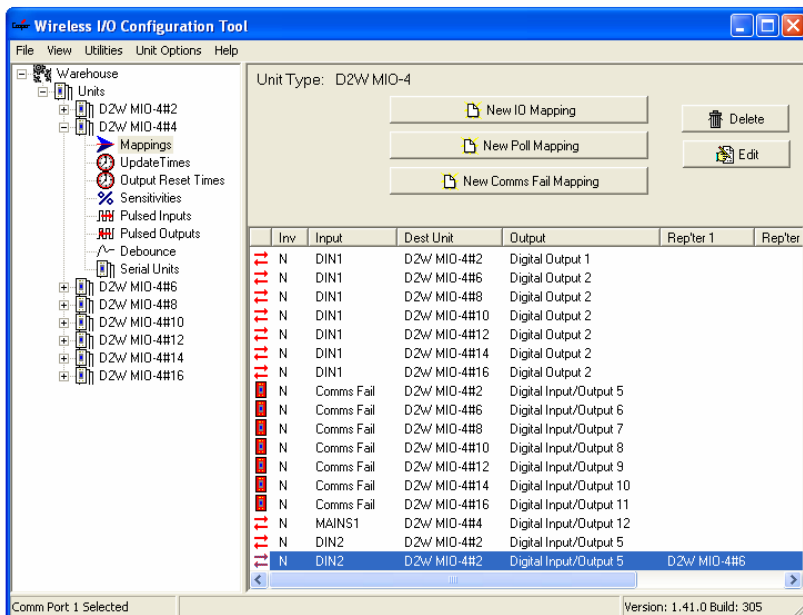 Cooper Wireless I/O Configuration Tool
File View Utilities Unit Options Help
Warehouse
Units
D2W MIO-4#2
D2W MIO-4#4
Mappings
UpdateTimes
Output Reset Times
Sensitivities
Pulsed Inputs
Pulsed Outputs
Debounce
Serial Units
D2W MIO-4#6
D2W MIO-4#8
D2W MIO-4#10
D2W MIO-4#12
D2W MIO-4#14
D2W MIO-4#16
Unit Type: D2W MIO-4
New IO Mapping
New Poll Mapping
New Comms Fail Mapping
Delete
Edit
Inv Input Dest Unit Output Rep'ter 1 Rep'ter
N DIN1 D2W MIO-4#2 Digital Output 1
N DIN1 D2W MIO-4#6 Digital Output 2
N DIN1 D2W MIO-4#8 Digital Output 2
N DIN1 D2W MIO-4#10 Digital Output 2
N DIN1 D2W MIO-4#12 Digital Output 2
N DIN1 D2W MIO-4#14 Digital Output 2
N DIN1 D2W MIO-4#16 Digital Output 2
N Comms Fail D2W MIO-4#2 Digital Input/Output 5
N Comms Fail D2W MIO-4#6 Digital Input/Output 6
N Comms Fail D2W MIO-4#8 Digital Input/Output 7
N Comms Fail D2W MIO-4#10 Digital Input/Output 8
N Comms Fail D2W MIO-4#12 Digital Input/Output 9
N Comms Fail D2W MIO-4#14 Digital Input/Output 10
N Comms Fail D2W MIO-4#16 Digital Input/Output 11
N MAINS1 D2W MIO-4#4 Digital Input/Output 12
N DIN2 D2W MIO-4#2 Digital Input/Output 5
N DIN2 D2W MIO-4#2 Digital Input/Output 5 D2W MIO-4#6
Comm Port 1 Selected
Version: 1.41.0 Build: 305